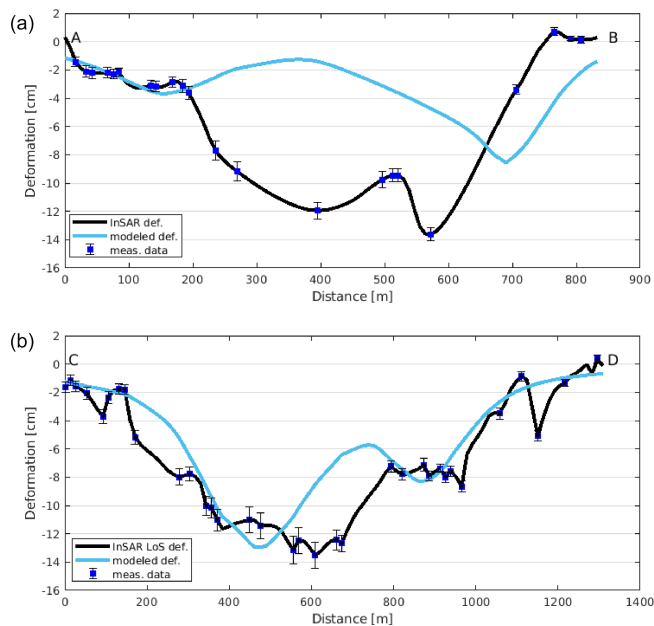 (a)
2
0
-2
-4
-6
-8
-10
-12
-14
-16
Deformation [cm]
A
B
InSAR def.
modeled def.
meas. data
0 100 200 300 400 500 600 700 800 900
Distance [m]
(b)
2
0
-2
-4
-6
-8
-10
-12
-14
-16
Deformation [cm]
C
D
InSAR LoS def.
modeled def.
meas. data
0 200 400 600 800 1000 1200 1400
Distance [m]